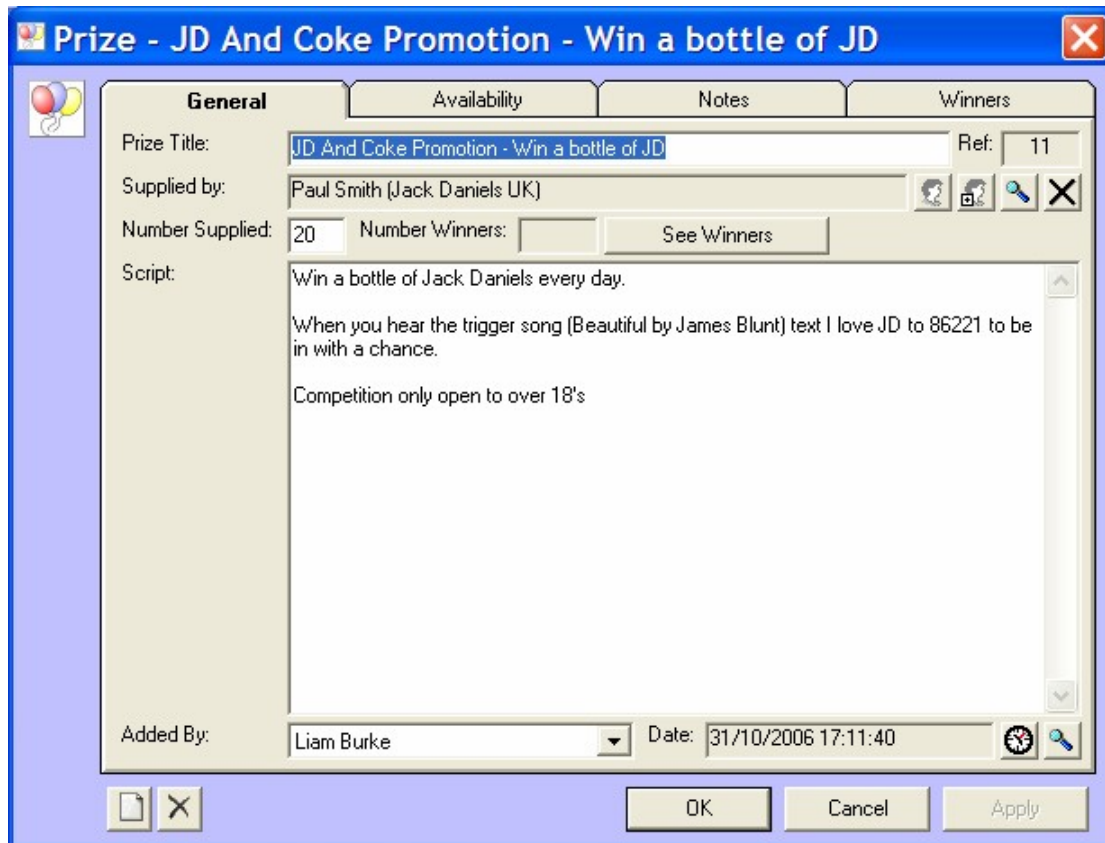 Prize - JD And Coke Promotion - Win a bottle of JD
General Availability Notes Winners
Prize Title: JD And Coke Promotion - Win a bottle of JD Ref: 11
Supplied by: Paul Smith (Jack Daniels UK)
Number Supplied: 20 Number Winners: See Winners
Script: Win a bottle of Jack Daniels every day.
When you hear the trigger song (Beautiful by James Blunt) text I love JD to 86221 to be
in with a chance.
Competition only open to over 18's
Added By: Liam Burke Date: 31/10/2006 17:11:40
OK Cancel Apply